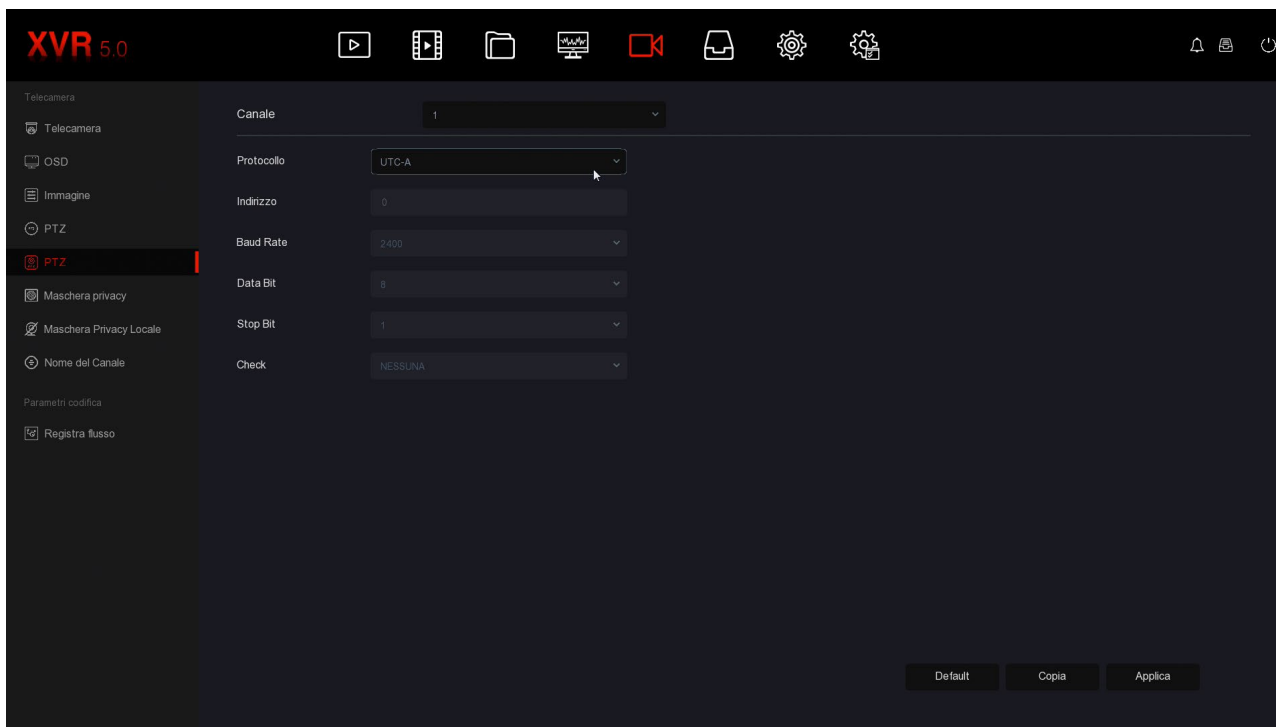 XVR 5.0
Telecamera
Telecamera
OSD
Immagine
PTZ
PTZ
Maschera privacy
Maschera Privacy Locale
Nome del Canale
Parametri codifica
Registra flusso
Canale 1
Protocollo UTC-A
Indirizzo 0
Baud Rate 2400
Data Bit 8
Stop Bit 1
Check NESSUNA
Default Copia Applica